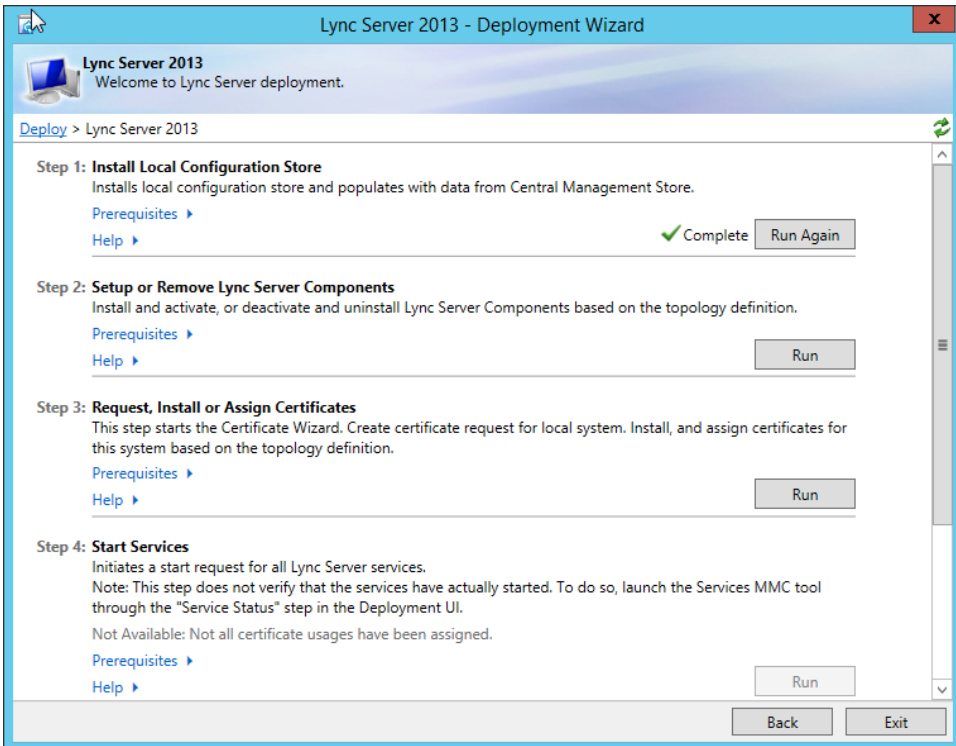 Lync Server 2013 - Deployment Wizard
x
Lync Server 2013
Welcome to Lync Server deployment.
Deploy > Lync Server 2013
Step 1: Install Local Configuration Store
Installs local configuration store and populates with data from Central Management Store.
Prerequisites
Help
Complete
Run Again
Step 2: Setup or Remove Lync Server Components
Install and activate, or deactivate and uninstall Lync Server Components based on the topology definition.
Prerequisites
Help
Run
Step 3: Request, Install or Assign Certificates
This step starts the Certificate Wizard. Create certificate request for local system. Install, and assign certificates for
this system based on the topology definition.
Prerequisites
Help
Run
Step 4: Start Services
Initiates a start request for all Lync Server services.
Note: This step does not verify that the services have actually started. To do so, launch the Services MMC tool
through the "Service Status" step in the Deployment UI.
Not Available: Not all certificate usages have been assigned.
Prerequisites
Help
Run
Back
Exit